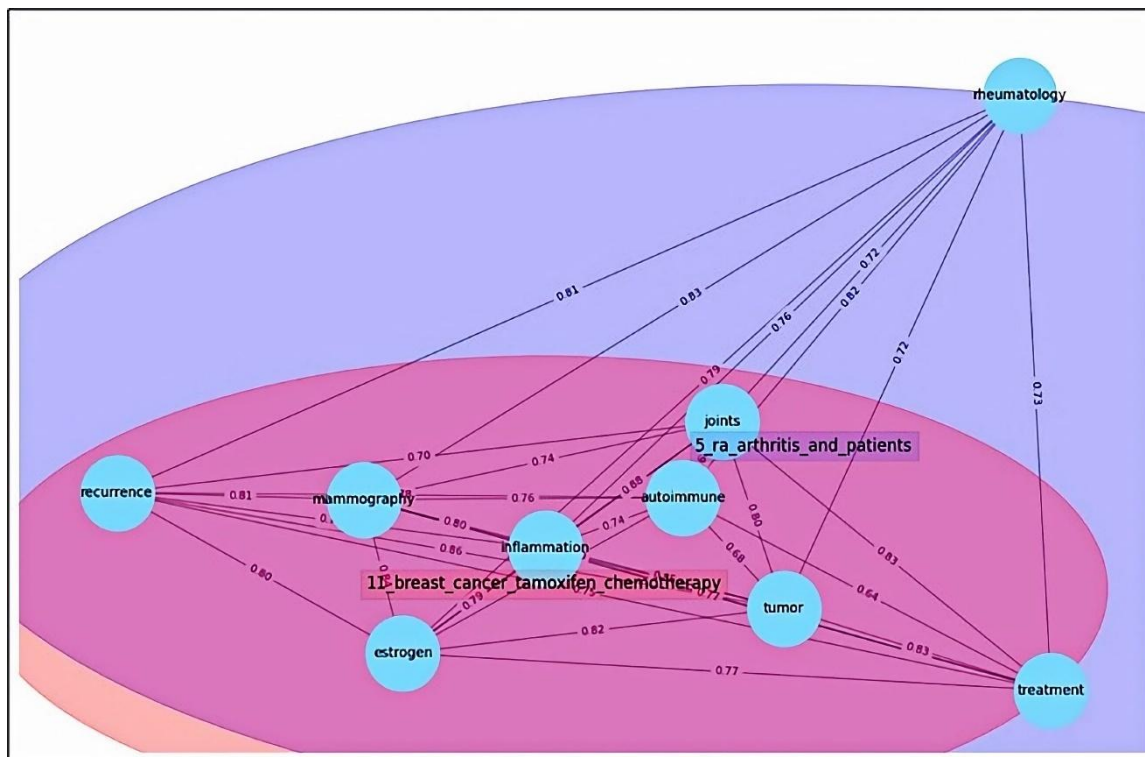 rheumatology
0.81
0.83
0.72
0.82
0.76
0.72
0.79
0.73
joints
5_ra_arthritis_and_patients
0.70
0.74
0.88
recurrence
0.81
mammography
0.76
autoimmune
0.80
0.74
0.80
0.86
inflammation
0.68
0.83
0.80
11_breast_cancer_tamoxifen_chemotherapy
0.77
0.64
0.79
tumor
0.82
estrogen
0.83
0.77
treatment